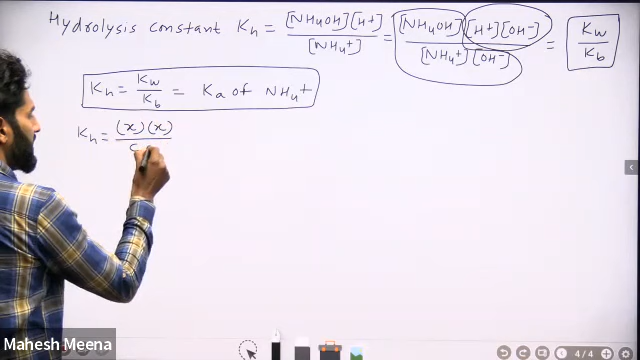 Hydrolysis constant Kh = [NH4OH][H+] / [NH4+] = [NH4OH] [H+][OH-] / [NH4+][OH-] = Kw / Kb
Kh = Kw / Kb = Ka of NH4+
Kh = (x)(x) / C
Mahesh Meena
4 / 4